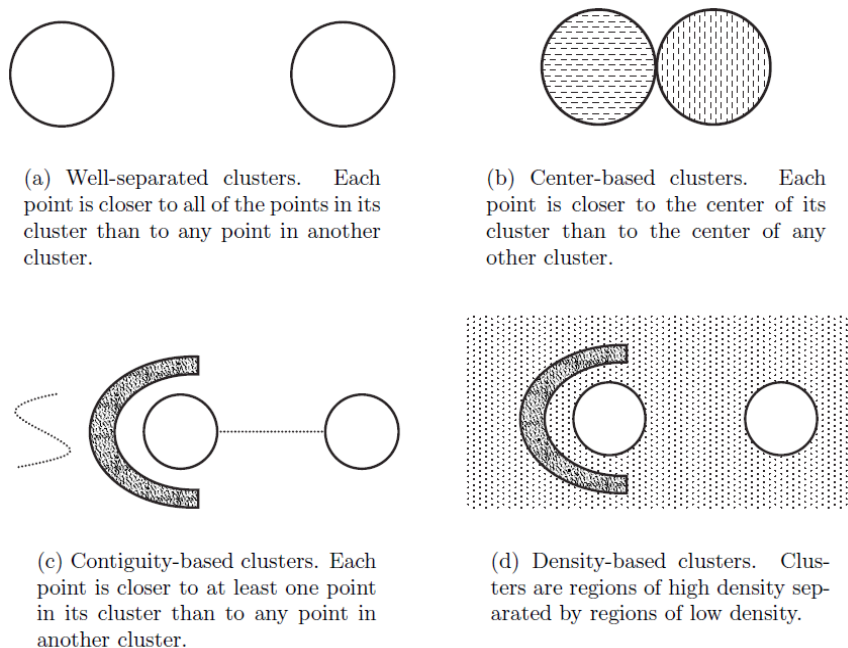 (a) Well-separated clusters. Each
point is closer to all of the points in its
cluster than to any point in another
cluster.
(b) Center-based clusters. Each
point is closer to the center of its
cluster than to the center of any
other cluster.
(c) Contiguity-based clusters. Each
point is closer to at least one point
in its cluster than to any point in
another cluster.
(d) Density-based clusters. Clus-
ters are regions of high density sep-
arated by regions of low density.